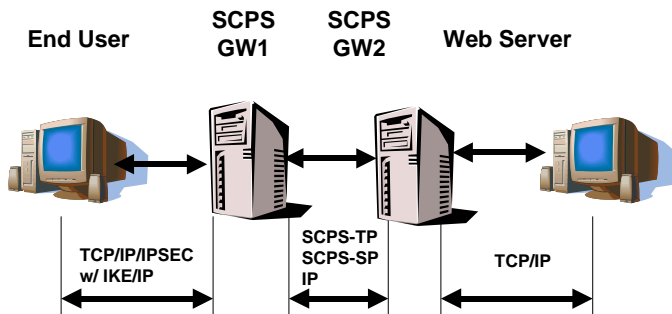 End User
SCPS
GW1
SCPS
GW2
Web Server
TCP/IP/IPSEC
w/ IKE/IP
SCPS-TP
SCPS-SP
IP
TCP/IP